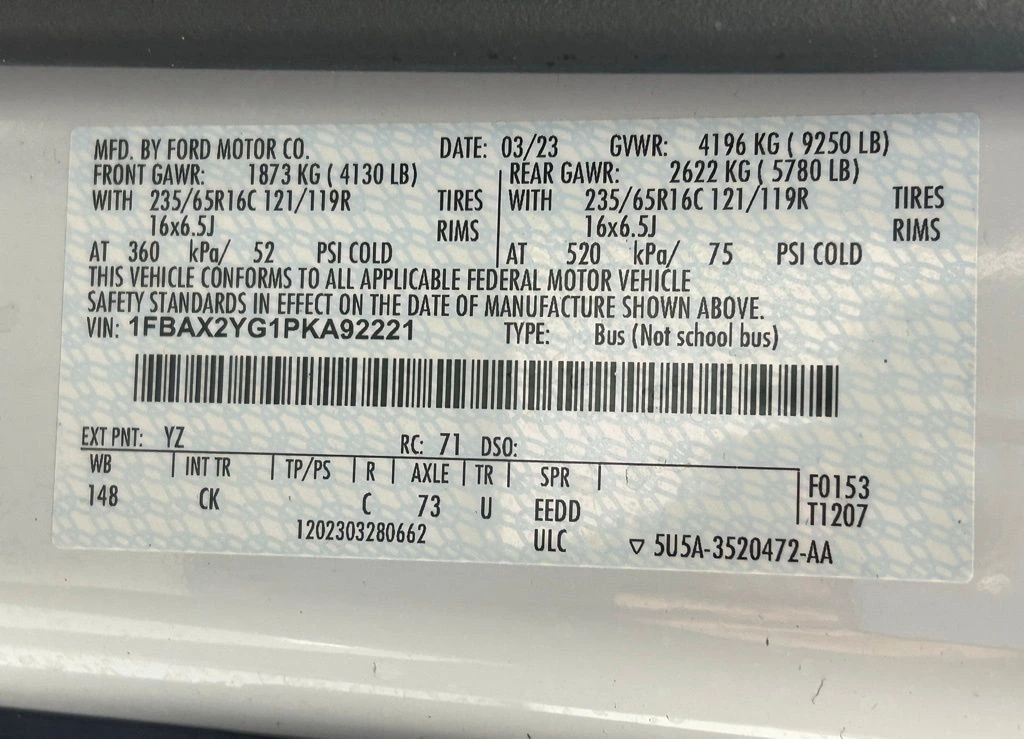 MFD. BY FORD MOTOR CO. DATE: 03/23 GVWR: 4196 KG ( 9250 LB)
FRONT GAWR: 1873 KG ( 4130 LB) REAR GAWR: 2622 KG ( 5780 LB)
WITH 235/65R16C 121/119R TIRES WITH 235/65R16C 121/119R TIRES
16x6.5J RIMS 16x6.5J RIMS
AT 360 kPa/ 52 PSI COLD AT 520 kPa/ 75 PSI COLD
THIS VEHICLE CONFORMS TO ALL APPLICABLE FEDERAL MOTOR VEHICLE
SAFETY STANDARDS IN EFFECT ON THE DATE OF MANUFACTURE SHOWN ABOVE.
VIN: 1FBAX2YG1PKA92221 TYPE: Bus (Not school bus)
EXT PNT: YZ RC: 71 DSO:
WB INT TR TP/PS R AXLE TR SPR F0153
148 CK C 73 U EEDD T1207
1202303280662 ULC ▽ 5U5A-3520472-AA